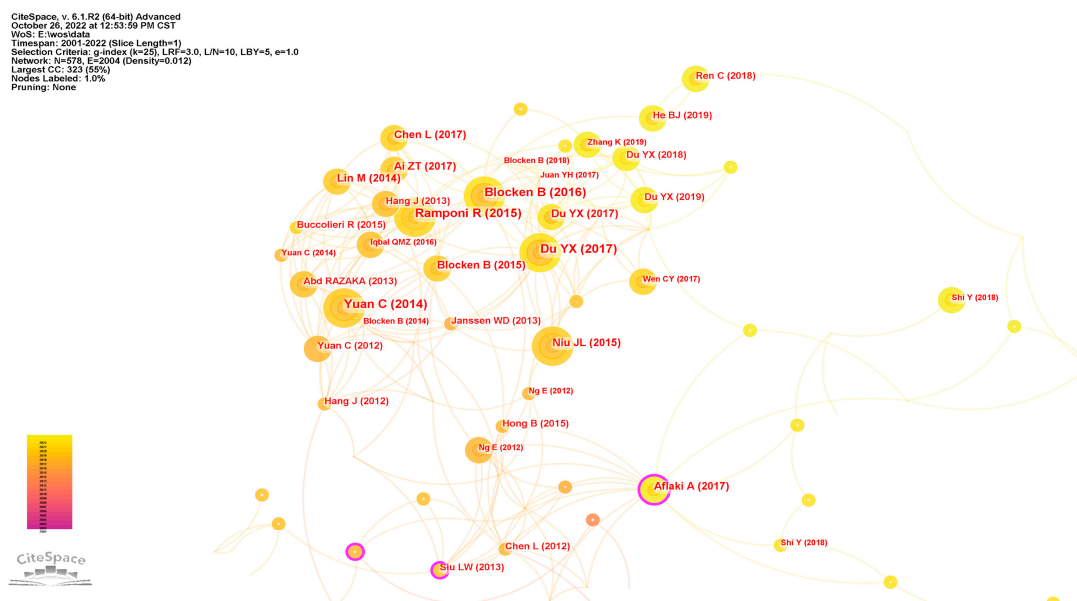 CiteSpace, v. 6.1.R2 (64-bit) Advanced
October 26, 2022 at 12:53:59 PM CST
WoS: E:\wos\data
Timespan: 2001-2022 (Slice Length=1)
Selection Criteria: g-index (k=25), LRF=3.0, L/N=10, LBY=5, e=1.0
Network: N=578, E=2004 (Density=0.012)
Largest CC: 323 (55%)
Nodes Labeled: 1.0%
Pruning: None
Ren C (2018)
He BJ (2019)
Chen L (2017)
Zhang K (2019)
Du YX (2018)
Blocken B (2018)
Ai ZT (2017)
Juan YH (2017)
Lin M (2014)
Blocken B (2016)
Du YX (2019)
Hang J (2013)
Ramponi R (2015)
Du YX (2017)
Buccolieri R (2015)
Iqbal QMZ (2016)
Du YX (2017)
Yuan C (2014)
Blocken B (2015)
Wen CY (2017)
Abd RAZAKA (2013)
Shi Y (2018)
Yuan C (2014)
Blocken B (2014)
Janssen WD (2013)
Yuan C (2012)
Niu JL (2015)
Ng E (2012)
Hang J (2012)
Hong B (2015)
Ng E (2012)
Aflaki A (2017)
Chen L (2012)
Shi Y (2018)
Siu LW (2013)
CiteSpace